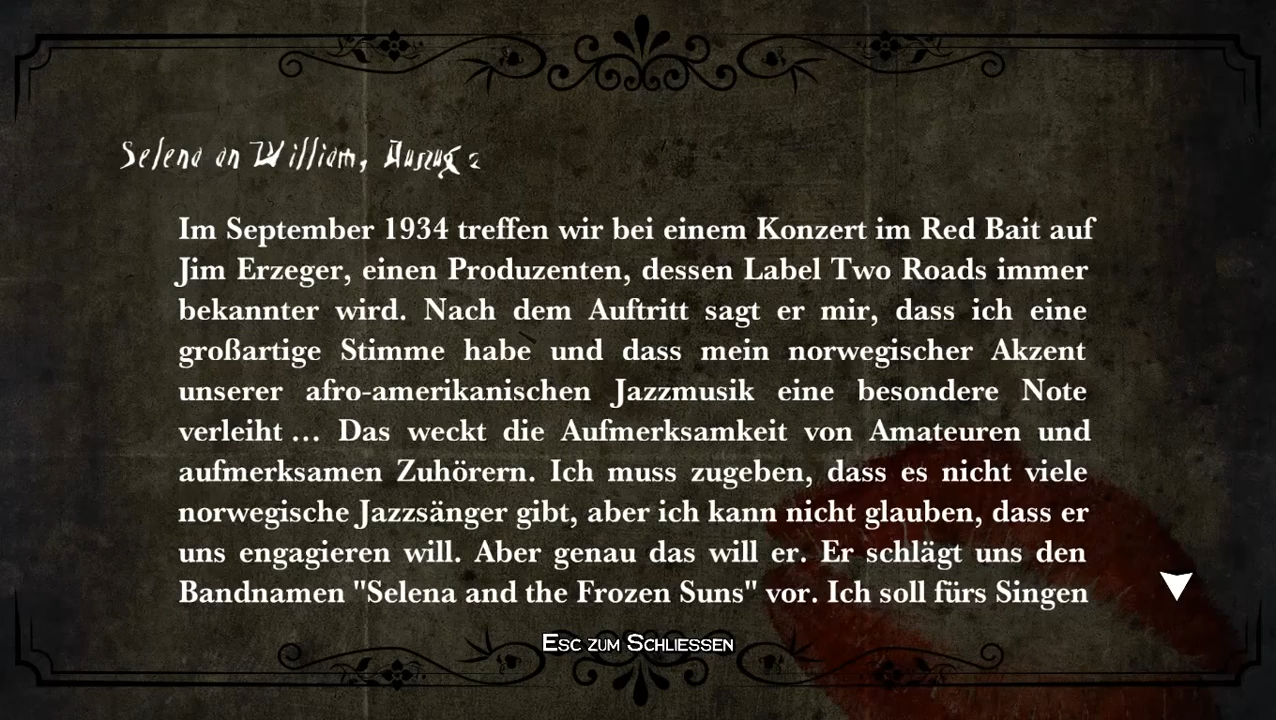 Selena an William, Auszug 2
Im September 1934 treffen wir bei einem Konzert im Red Bait auf
Jim Erzeger, einen Produzenten, dessen Label Two Roads immer
bekannter wird. Nach dem Auftritt sagt er mir, dass ich eine
großartige Stimme habe und dass mein norwegischer Akzent
unserer afro-amerikanischen Jazzmusik eine besondere Note
verleiht … Das weckt die Aufmerksamkeit von Amateuren und
aufmerksamen Zuhörern. Ich muss zugeben, dass es nicht viele
norwegische Jazzsänger gibt, aber ich kann nicht glauben, dass er
uns engagieren will. Aber genau das will er. Er schlägt uns den
Bandnamen "Selena and the Frozen Suns" vor. Ich soll fürs Singen
Esc zum Schliessen